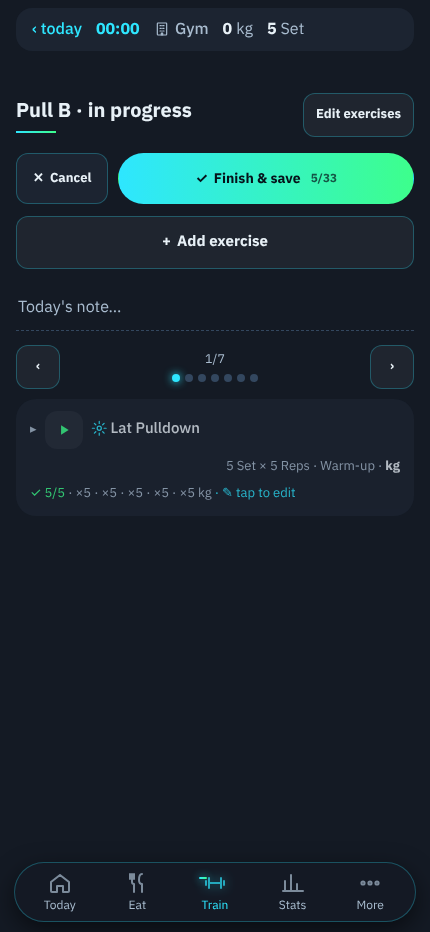 ‹ today 00:00 Gym 0 kg 5 Set
Pull B · in progress
Edit exercises
✕ Cancel
✓ Finish & save 5/33
+ Add exercise
Today's note...
‹
1/7
›
▸ ▶ Lat Pulldown
5 Set × 5 Reps · Warm-up · kg
✓ 5/5 · ×5 · ×5 · ×5 · ×5 · ×5 kg · ✎ tap to edit
Today Eat Train Stats More